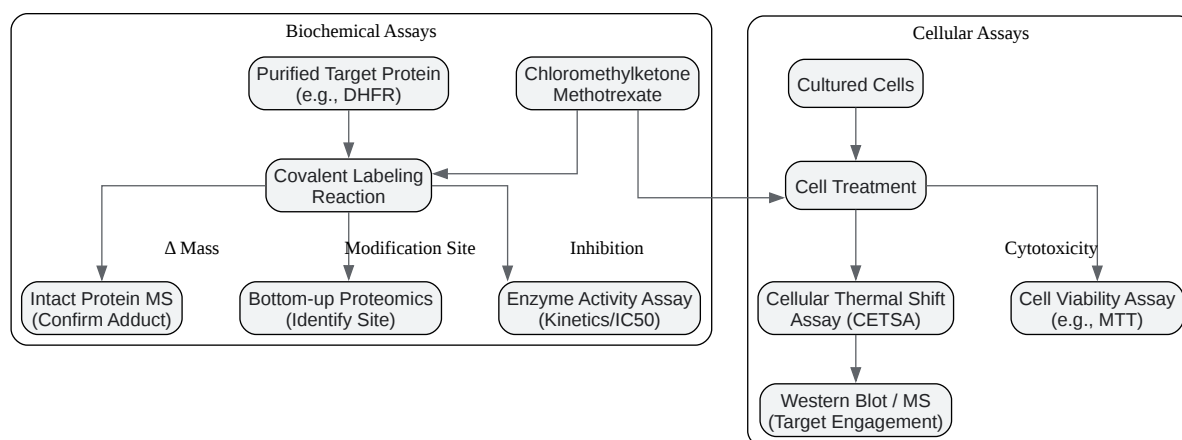 Biochemical Assays
Purified Target Protein
(e.g., DHFR)
Chloromethylketone
Methotrexate
Covalent Labeling
Reaction
Δ Mass
Modification Site
Inhibition
Intact Protein MS
(Confirm Adduct)
Bottom-up Proteomics
(Identify Site)
Enzyme Activity Assay
(Kinetics/IC50)
Cellular Assays
Cultured Cells
Cell Treatment
Cytotoxicity
Cellular Thermal Shift
Assay (CETSA)
Cell Viability Assay
(e.g., MTT)
Western Blot / MS
(Target Engagement)